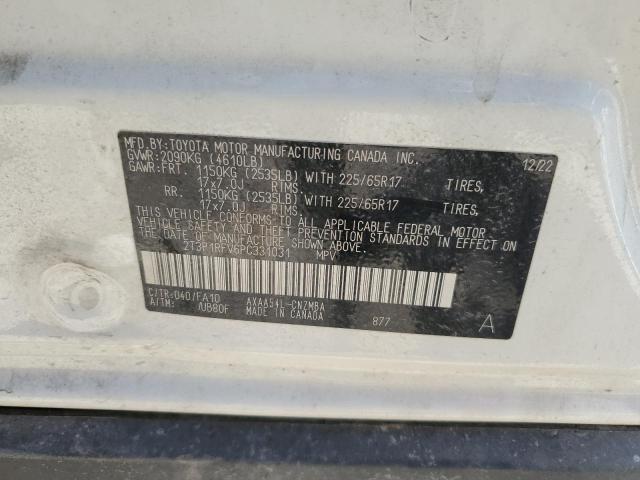 MFD.BY:TOYOTA MOTOR MANUFACTURING CANADA INC. 12/22
GVWR:2090KG (4610LB)
GAWR:FRT. 1150KG (2535LB) WITH 225/65R17 TIRES,
17x7.0J RIMS.
RR. 1150KG (2535LB) WITH 225/65R17 TIRES,
17x7.0J RIMS.
THIS VEHICLE CONFORMS TO ALL APPLICABLE FEDERAL MOTOR
VEHICLE SAFETY AND THEFT PREVENTION STANDARDS IN EFFECT ON
THE DATE OF MANUFACTURE SHOWN ABOVE.
2T3P1RFV6PC331031 MPV
C/TR:040/FA10 AXAA54L-CNZMBA
A/TM: /UB80F MADE IN CANADA 877 A